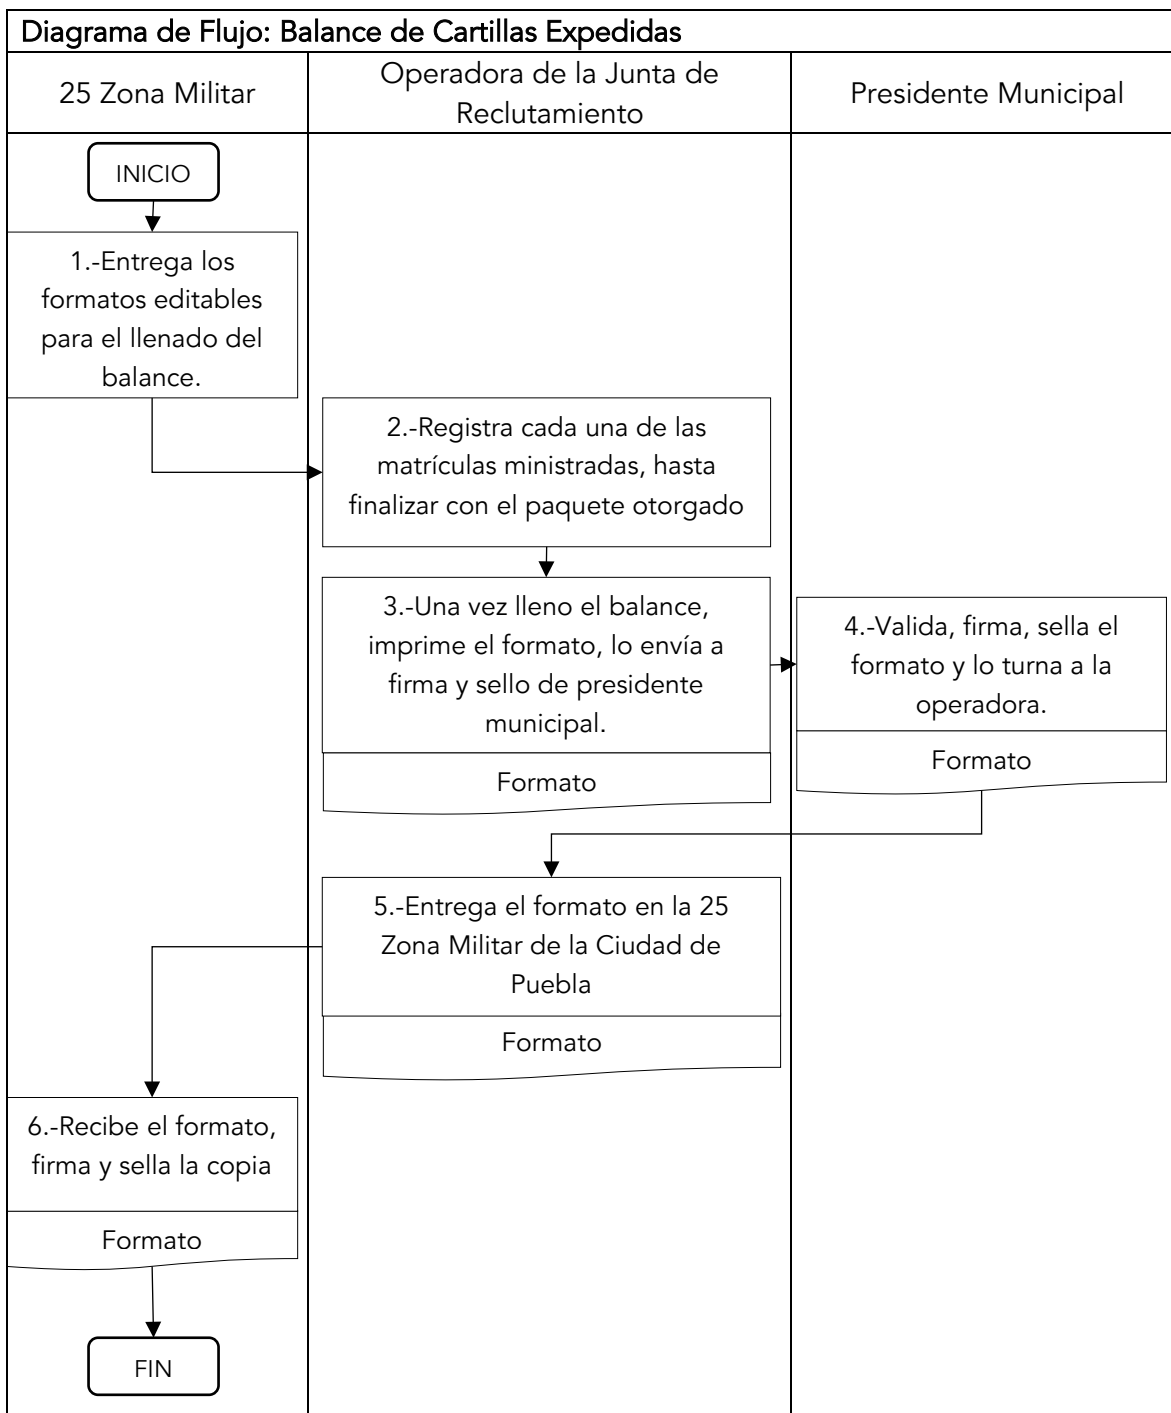 Diagrama de Flujo: Balance de Cartillas Expedidas
25 Zona Militar
Operadora de la Junta de
Reclutamiento
Presidente Municipal
INICIO
1.-Entrega los
formatos editables
para el llenado del
balance.
2.-Registra cada una de las
matrículas ministradas, hasta
finalizar con el paquete otorgado
3.-Una vez lleno el balance,
imprime el formato, lo envía a
firma y sello de presidente
municipal.
Formato
4.-Valida, firma, sella el
formato y lo turna a la
operadora.
Formato
5.-Entrega el formato en la 25
Zona Militar de la Ciudad de
Puebla
Formato
6.-Recibe el formato,
firma y sella la copia
Formato
FIN